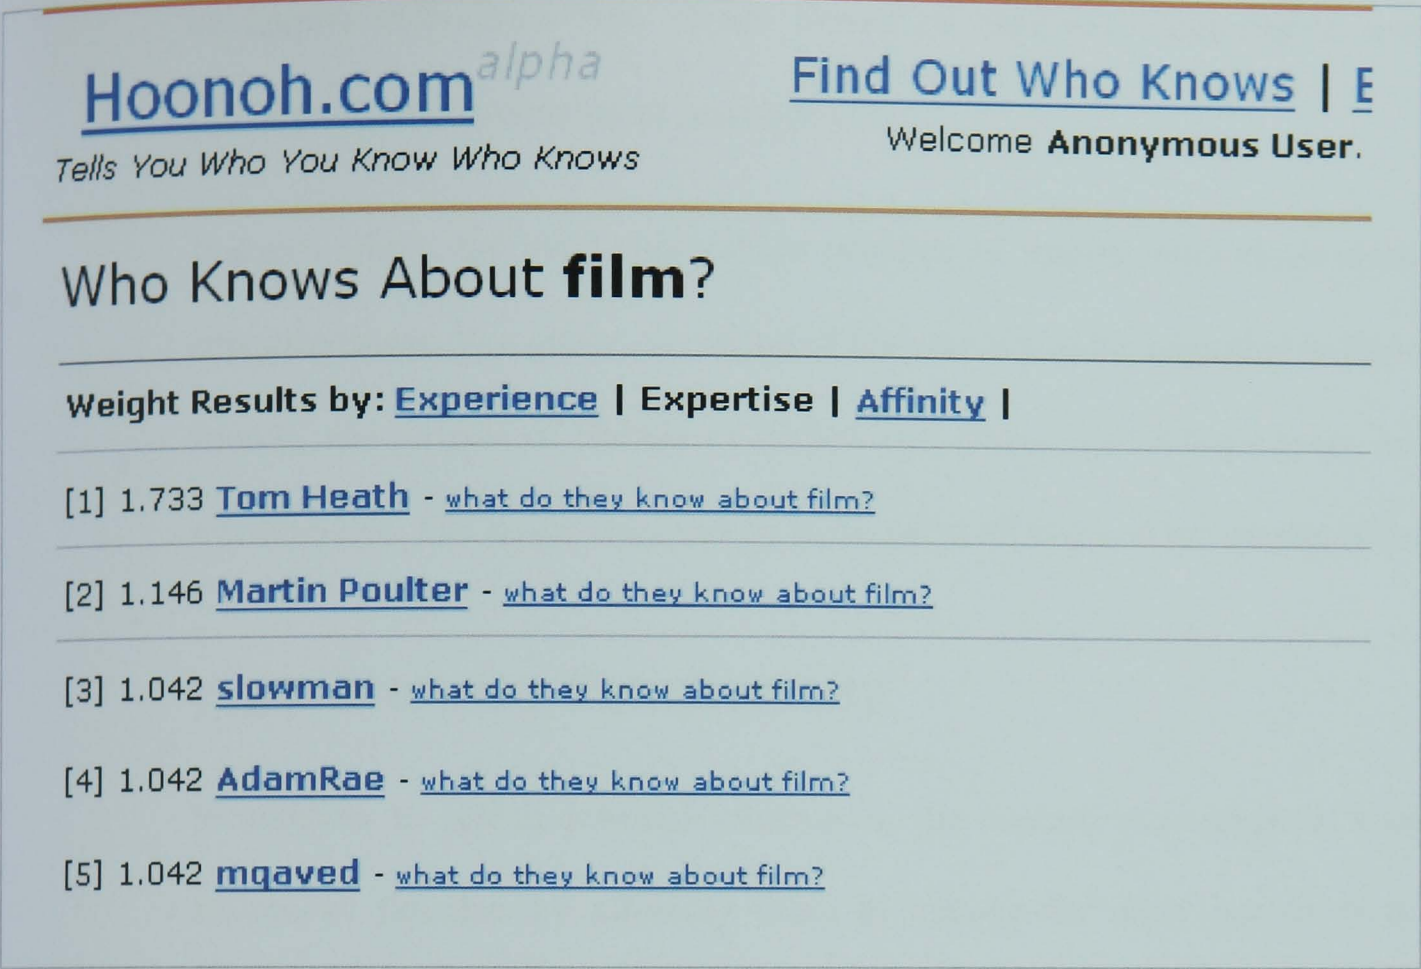 Hoonoh.com alpha
Find Out Who Knows |
Tells You Who You Know Who Knows
Welcome Anonymous User.
Who Knows About film?
Weight Results by: Experience | Expertise | Affinity |
[1] 1.733 Tom Heath - what do they know about film?
[2] 1.146 Martin Poulter - what do they know about film?
[3] 1.042 slowman - what do they know about film?
[4] 1.042 AdamRae - what do they know about film?
[5] 1.042 mqaved - what do they know about film?